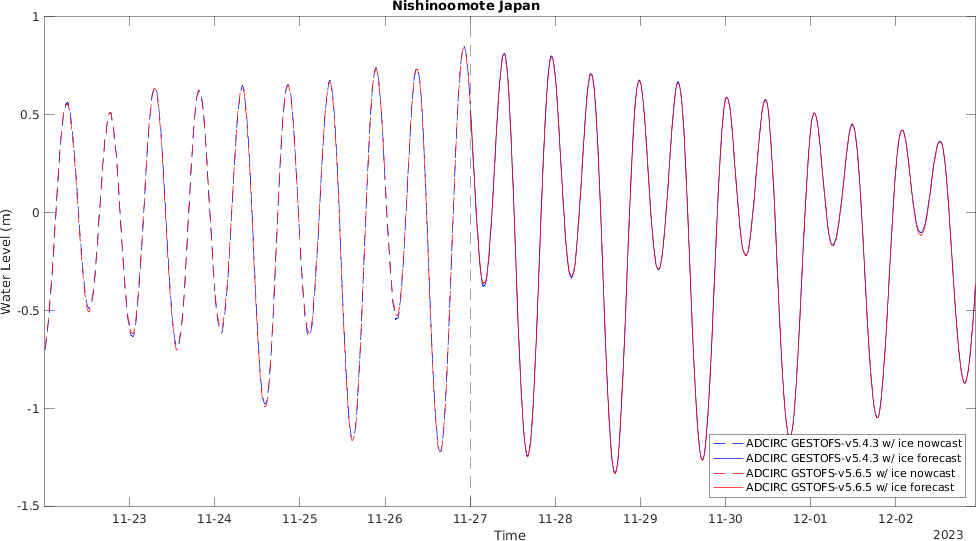 Nishinoomote Japan
1
0.5
0
-0.5
-1
-1.5
Water Level (m)
ADCIRC GESTOFS-v5.4.3 w/ ice nowcast
ADCIRC GESTOFS-v5.4.3 w/ ice forecast
ADCIRC GSTOFS-v5.6.5 w/ ice nowcast
ADCIRC GSTOFS-v5.6.5 w/ ice forecast
11-23 11-24 11-25 11-26 11-27 11-28 11-29 11-30 12-01 12-02
Time
2023